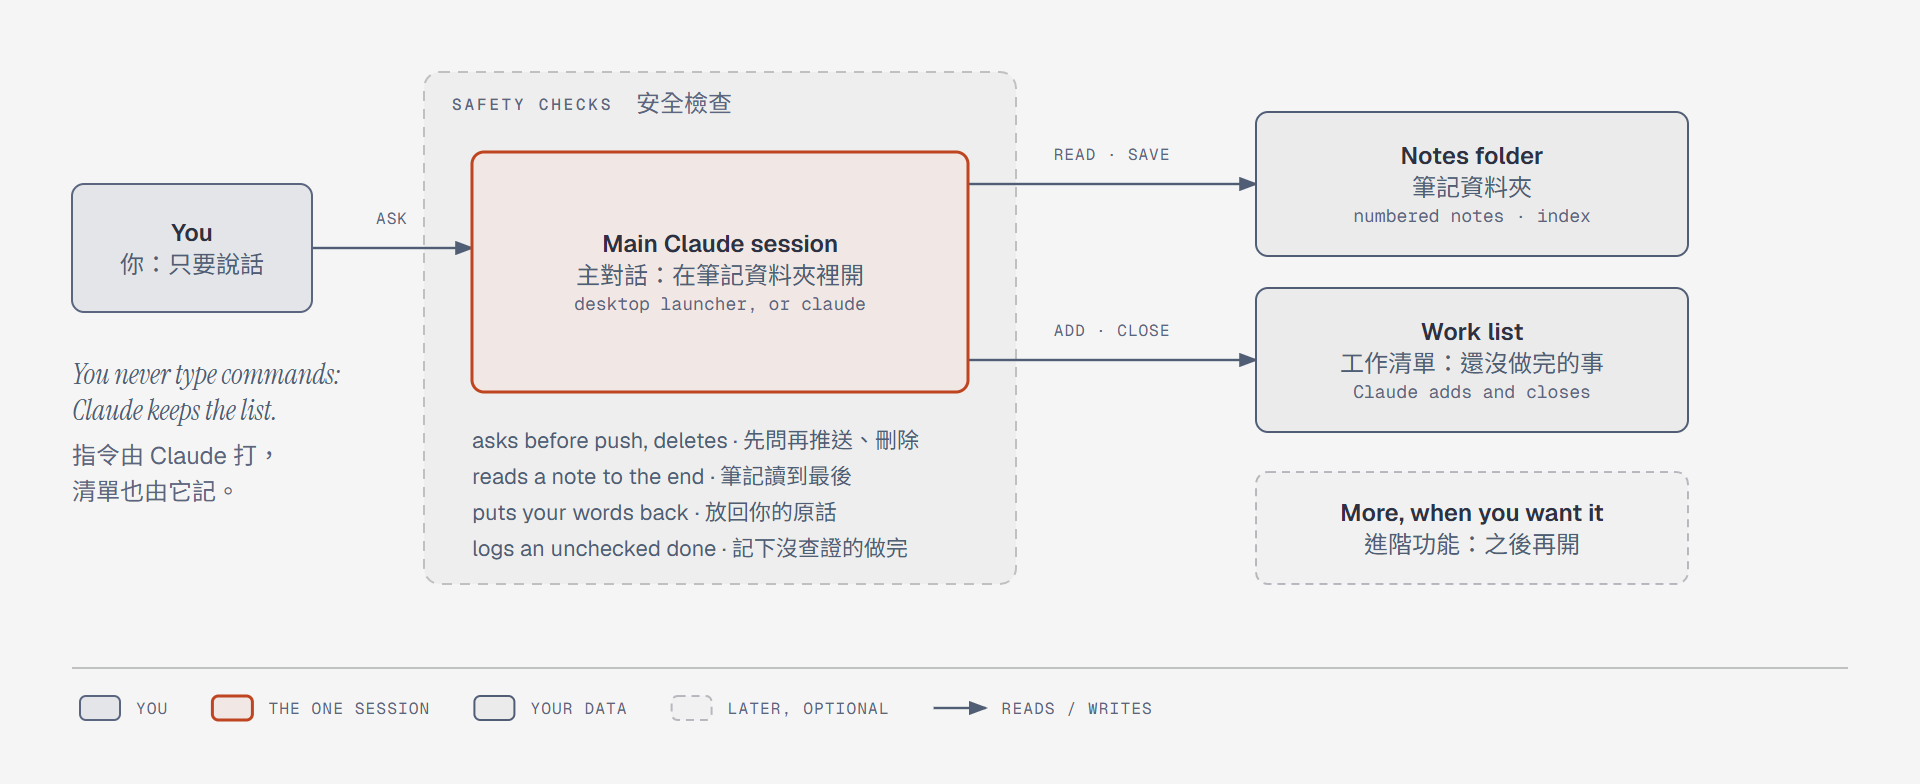 SAFETY CHECKS 安全檢查
You
你：只要說話
ASK
Main Claude session
主對話：在筆記資料夾裡開
desktop launcher, or claude
READ · SAVE
Notes folder
筆記資料夾
numbered notes · index
ADD · CLOSE
Work list
工作清單：還沒做完的事
Claude adds and closes
You never type commands:
Claude keeps the list.
指令由 Claude 打，
清單也由它記。
asks before push, deletes · 先問再推送、刪除
reads a note to the end · 筆記讀到最後
puts your words back · 放回你的原話
logs an unchecked done · 記下沒查證的做完
More, when you want it
進階功能：之後再開
YOU
THE ONE SESSION
YOUR DATA
LATER, OPTIONAL
READS / WRITES